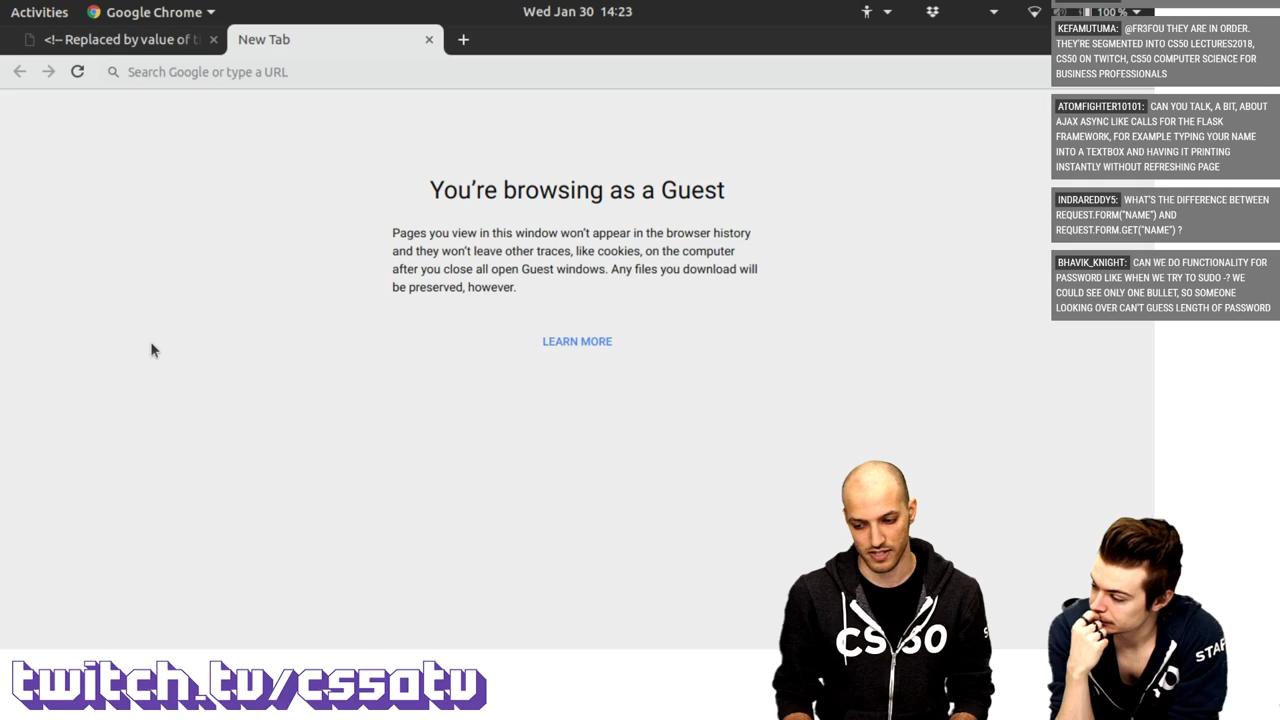 Activities
Google Chrome
Wed Jan 30 14:23
100%
<!-- Replaced by value of t
New Tab
Search Google or type a URL
You're browsing as a Guest
Pages you view in this window won't appear in the browser history
and they won't leave other traces, like cookies, on the computer
after you close all open Guest windows. Any files you download will
be preserved, however.
LEARN MORE
KEFAMUTUMA: @FR3FOU THEY ARE IN ORDER.
THEY'RE SEGMENTED INTO CS50 LECTURES2018,
CS50 ON TWITCH, CS50 COMPUTER SCIENCE FOR
BUSINESS PROFESSIONALS
ATOMFIGHTER10101: CAN YOU TALK, A BIT, ABOUT
AJAX ASYNC LIKE CALLS FOR THE FLASK
FRAMEWORK, FOR EXAMPLE TYPING YOUR NAME
INTO A TEXTBOX AND HAVING IT PRINTING
INSTANTLY WITHOUT REFRESHING PAGE
INDRAREDDY5: WHAT'S THE DIFFERENCE BETWEEN
REQUEST.FORM("NAME") AND
REQUEST.FORM.GET("NAME") ?
BHAVIK_KNIGHT: CAN WE DO FUNCTIONALITY FOR
PASSWORD LIKE WHEN WE TRY TO SUDO -? WE
COULD SEE ONLY ONE BULLET, SO SOMEONE
LOOKING OVER CAN'T GUESS LENGTH OF PASSWORD
CS50
STAF
twitch.tv/cs50tv